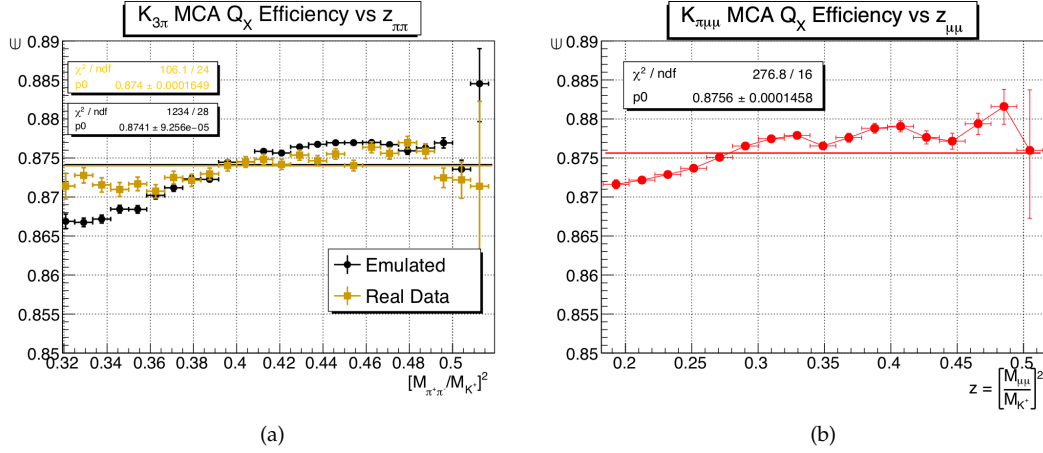 K3π MCA QX Efficiency vs zππ
∈
0.89
0.885
0.88
0.875
0.87
0.865
0.86
0.855
0.85
χ² / ndf 106.1 / 24
p0 0.874 ± 0.0001649
χ² / ndf 1234 / 28
p0 0.8741 ± 9.256e−05
Emulated
Real Data
0.32 0.34 0.36 0.38 0.4 0.42 0.44 0.46 0.48 0.5
[Mπ+π-/MK+]²
(a)
Kπμμ MCA QX Efficiency vs zμμ
∈
0.89
0.885
0.88
0.875
0.87
0.865
0.86
0.855
0.85
χ² / ndf 276.8 / 16
p0 0.8756 ± 0.0001458
0.2 0.25 0.3 0.35 0.4 0.45 0.5
z = [Mμμ/MK+]²
(b)